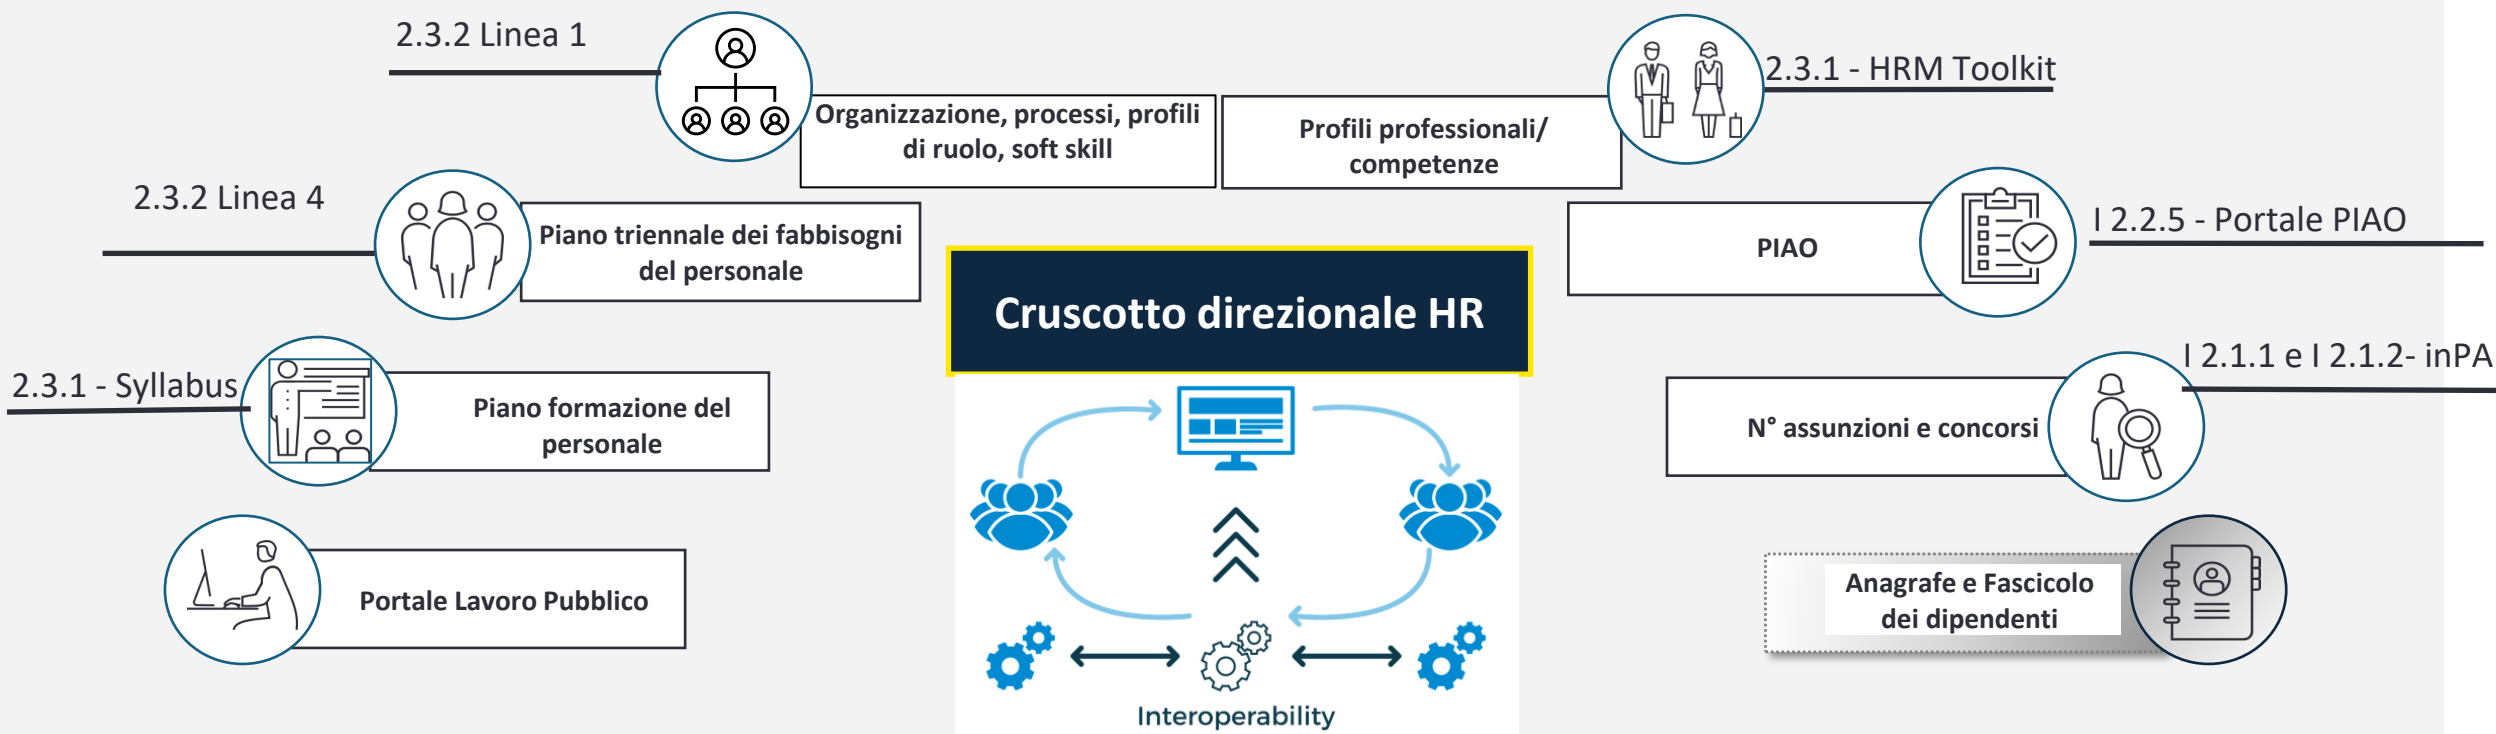 2.3.2 Linea 1
Organizzazione, processi, profili
di ruolo, soft skill
Profili professionali/
competenze
2.3.1 - HRM Toolkit
2.3.2 Linea 4
Piano triennale dei fabbisogni
del personale
PIAO
I 2.2.5 - Portale PIAO
Cruscotto direzionale HR
2.3.1 - Syllabus
Piano formazione del
personale
N° assunzioni e concorsi
I 2.1.1 e I 2.1.2- inPA
Portale Lavoro Pubblico
Anagrafe e Fascicolo
dei dipendenti
Interoperability